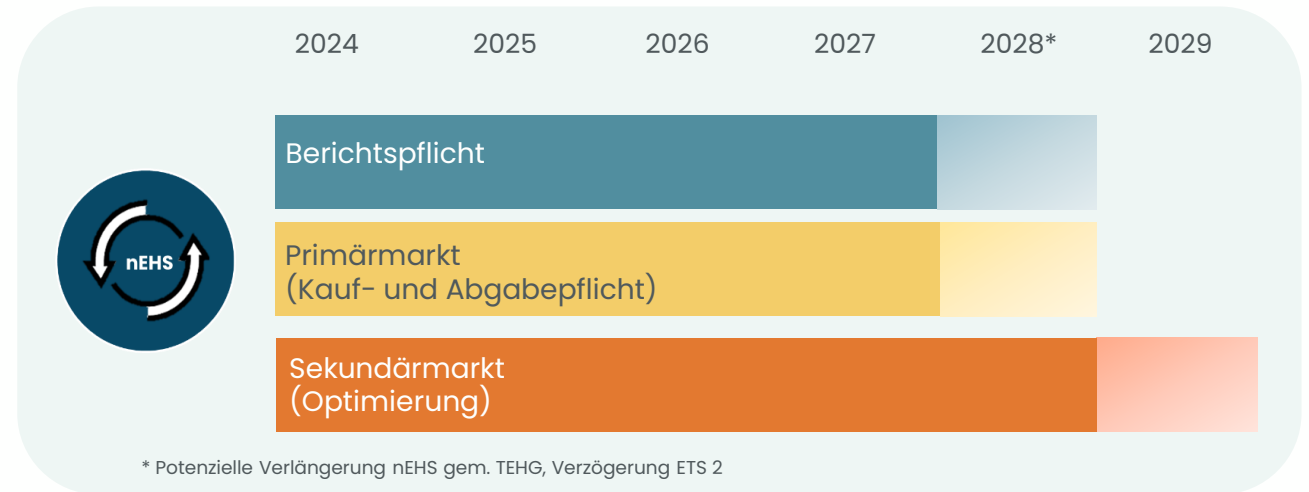 2024 2025 2026 2027 2028* 2029
Berichtspflicht
Primärmarkt
(Kauf- und Abgabepflicht)
nEHS
Sekundärmarkt
(Optimierung)
* Potenzielle Verlängerung nEHS gem. TEHG, Verzögerung ETS 2